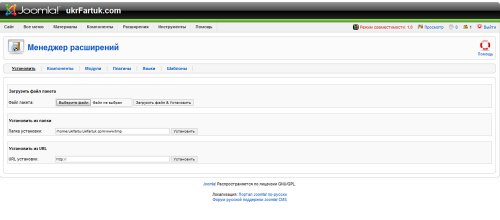 Joomla! ukrFartuk.com
Сайт Все меню Материалы Компоненты Расширения Инструменты Помощь Режим совместимости: 1.0 Просмотр 0 1 Выйти
Менеджер расширений Помощь
Установить Компоненты Модули Плагины Языки Шаблоны
Загрузить файл пакета
Файл пакета: Выберите файл Файл не выбран Загрузить файл & Установить
Установить из папки
Папка установки: Установить
Установить из URL
URL установки: http:// Установить
Joomla! Распространяется по лицензии GNU/GPL.
Локализация: Портал Joomla! по-русски
Форум русской поддержки Joomla! CMS